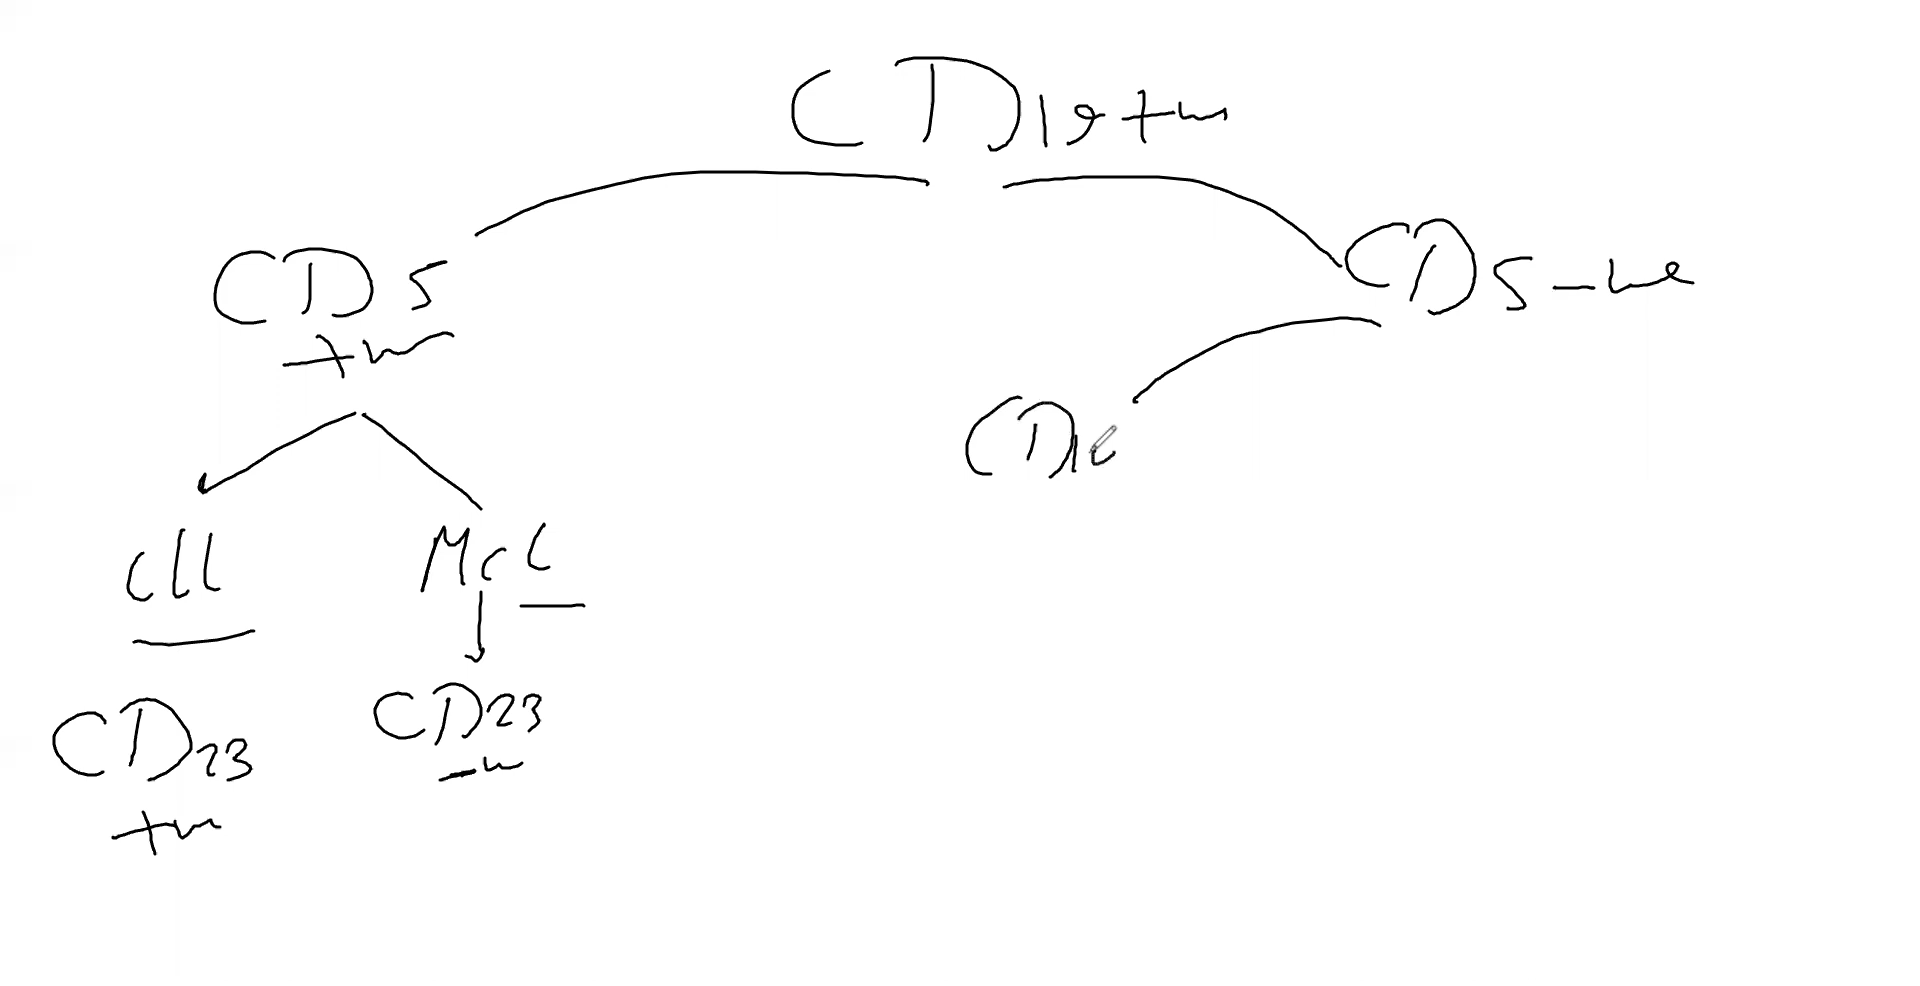 CD19 +ve
CD5
+ve
CD5 -ve
CD10
CLL
MCL
CD23
+ve
CD23
-ve